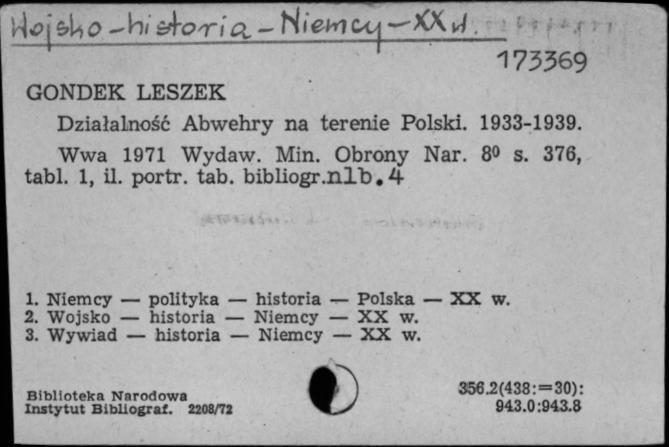 Wojsko – historia – Niemcy – XX w.
173369
GONDEK LESZEK
Działalność Abwehry na terenie Polski. 1933-1939.
Wwa 1971 Wydaw. Min. Obrony Nar. 8⁰ s. 376,
tabl. 1, il. portr. tab. bibliogr.nlb.4
1. Niemcy — polityka — historia — Polska — XX w.
2. Wojsko — historia — Niemcy — XX w.
3. Wywiad — historia — Niemcy — XX w.
Biblioteka Narodowa
Instytut Bibliograf. 2208/72
356.2(438:=30):
943.0:943.8